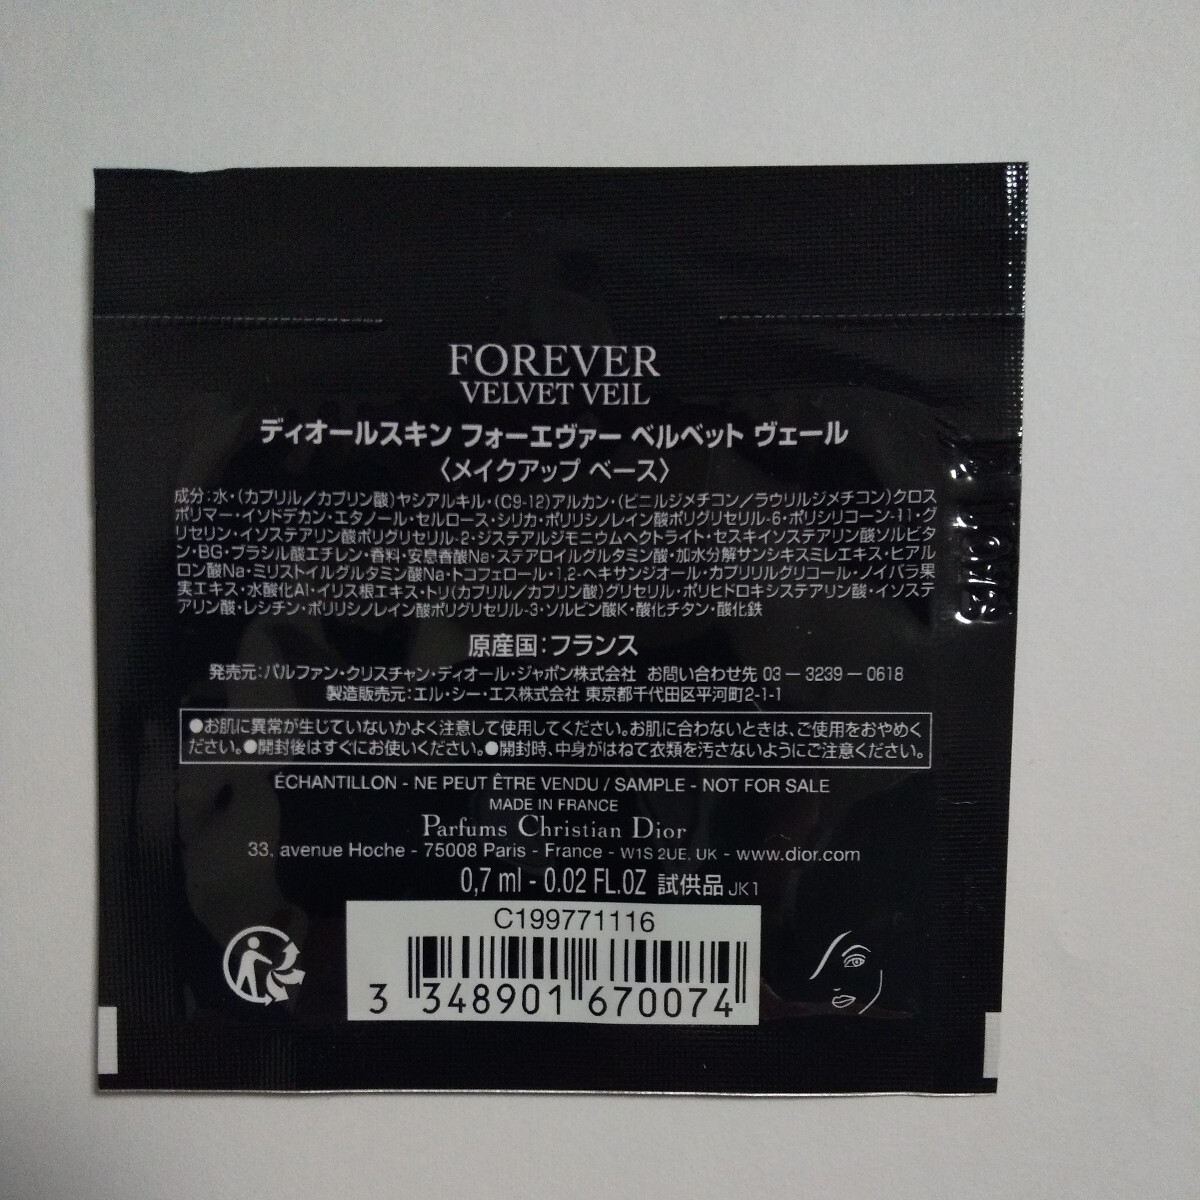 FOREVER
VELVET VEIL
ディオールスキン フォーエヴァー ベルベット ヴェール
〈メイクアップ ベース〉
成分:水・(カプリル/カプリン酸)ヤシアルキル・(C9-12)アルカン・(ビニルジメチコン/ラウリルジメチコン)クロス
ポリマー・イソドデカン・エタノール・セルロース・シリカ・ポリリシノレイン酸ポリグリセリル-6・ポリシリコーン-11・グ
リセリン・イソステアリン酸ポリグリセリル-2・ジステアルジモニウムヘクトライト・セスキイソステアリン酸ソルビタ
ン・BG・ブラシル酸エチレン・香料・安息香酸Na・ステアロイルグルタミン酸・加水分解サンシキスミレエキス・ヒアル
ロン酸Na・ミリストイルグルタミン酸Na・トコフェロール・1,2-ヘキサンジオール・カプリリルグリコール・ノイバラ果
実エキス・水酸化Al・イリス根エキス・トリ(カプリル/カプリン酸)グリセリル・ポリヒドロキシステアリン酸・イソステ
アリン酸・レシチン・ポリリシノレイン酸ポリグリセリル-3・ソルビン酸K・酸化チタン・酸化鉄
原産国:フランス
発売元:パルファン・クリスチャン・ディオール・ジャポン株式会社 お問い合わせ先 03-3239-0618
製造販売元:エル・シー・エス株式会社 東京都千代田区平河町2-1-1
●お肌に異常が生じていないかよく注意して使用してください。お肌に合わないときは、ご使用をおやめく
ださい。●開封後はすぐにお使いください。●開封時、中身がはねて衣類を汚さないようにご注意ください。
ÉCHANTILLON - NE PEUT ÊTRE VENDU / SAMPLE - NOT FOR SALE
MADE IN FRANCE
Parfums Christian Dior
33, avenue Hoche - 75008 Paris - France - W1S 2UE, UK - www.dior.com
0,7 ml - 0.02 FL.OZ 試供品 JK1
C199771116
3 348901 670074